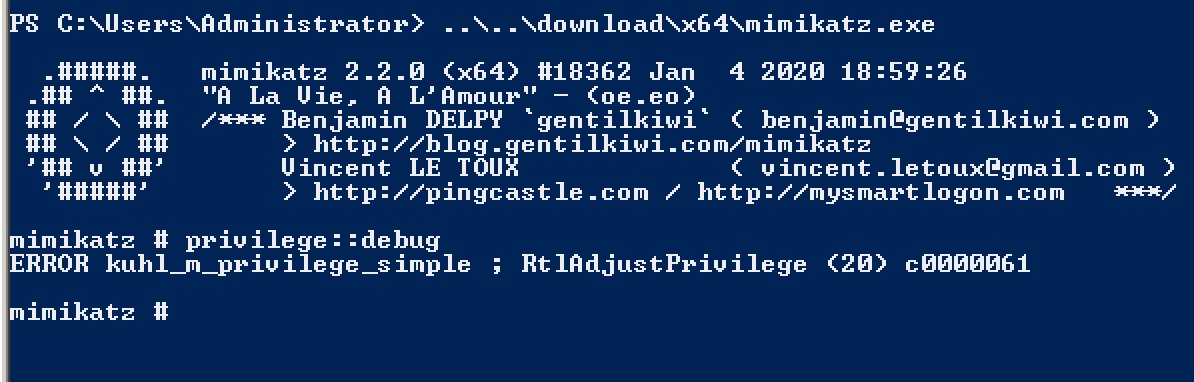 PS C:\Users\Administrator> ..\..\download\x64\mimikatz.exe
.#####.   mimikatz 2.2.0 (x64) #18362 Jan  4 2020 18:59:26
.## ^ ##.  "A La Vie, A L'Amour" - (oe.eo)
## / \ ##  /*** Benjamin DELPY `gentilkiwi` ( benjamin@gentilkiwi.com )
## \ / ##       > http://blog.gentilkiwi.com/mimikatz
'## v ##'       Vincent LE TOUX             ( vincent.letoux@gmail.com )
'#####'        > http://pingcastle.com / http://mysmartlogon.com   ***/
mimikatz # privilege::debug
ERROR kuhl_m_privilege_simple ; RtlAdjustPrivilege (20) c0000061
mimikatz #